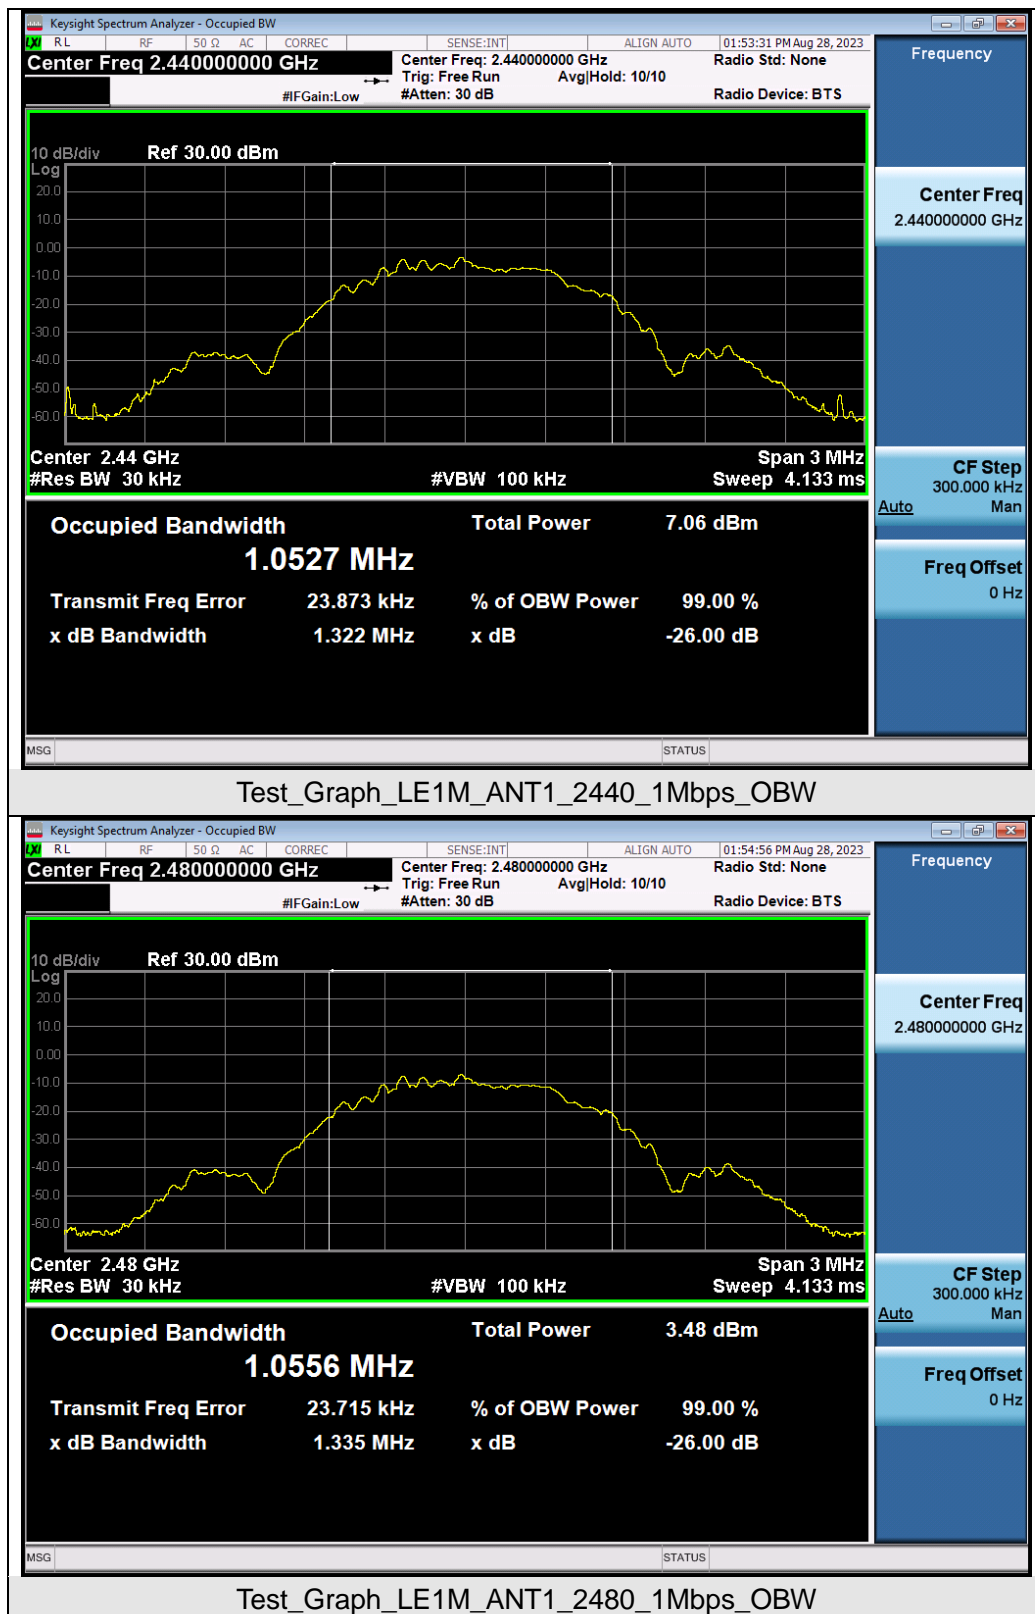 Keysight Spectrum Analyzer - Occupied BW
LXI RL RF 50 Ω AC CORREC SENSE:INT ALIGN AUTO 01:53:31 PM Aug 28, 2023
Center Freq 2.440000000 GHz Center Freq: 2.440000000 GHz Radio Std: None
Trig: Free Run Avg|Hold: 10/10
#IFGain:Low #Atten: 30 dB Radio Device: BTS
Frequency
10 dB/div Ref 30.00 dBm
Log
20.0
10.0
0.00
-10.0
-20.0
-30.0
-40.0
-50.0
-60.0
Center Freq
2.440000000 GHz
Center 2.44 GHz Span 3 MHz
#Res BW 30 kHz #VBW 100 kHz Sweep 4.133 ms
CF Step
300.000 kHz
Auto Man
Occupied Bandwidth Total Power 7.06 dBm
1.0527 MHz
Transmit Freq Error 23.873 kHz % of OBW Power 99.00 %
x dB Bandwidth 1.322 MHz x dB -26.00 dB
Freq Offset
0 Hz
MSG STATUS
Test_Graph_LE1M_ANT1_2440_1Mbps_OBW
Keysight Spectrum Analyzer - Occupied BW
LXI RL RF 50 Ω AC CORREC SENSE:INT ALIGN AUTO 01:54:56 PM Aug 28, 2023
Center Freq 2.480000000 GHz Center Freq: 2.480000000 GHz Radio Std: None
Trig: Free Run Avg|Hold: 10/10
#IFGain:Low #Atten: 30 dB Radio Device: BTS
Frequency
10 dB/div Ref 30.00 dBm
Log
20.0
10.0
0.00
-10.0
-20.0
-30.0
-40.0
-50.0
-60.0
Center Freq
2.480000000 GHz
Center 2.48 GHz Span 3 MHz
#Res BW 30 kHz #VBW 100 kHz Sweep 4.133 ms
CF Step
300.000 kHz
Auto Man
Occupied Bandwidth Total Power 3.48 dBm
1.0556 MHz
Transmit Freq Error 23.715 kHz % of OBW Power 99.00 %
x dB Bandwidth 1.335 MHz x dB -26.00 dB
Freq Offset
0 Hz
MSG STATUS
Test_Graph_LE1M_ANT1_2480_1Mbps_OBW